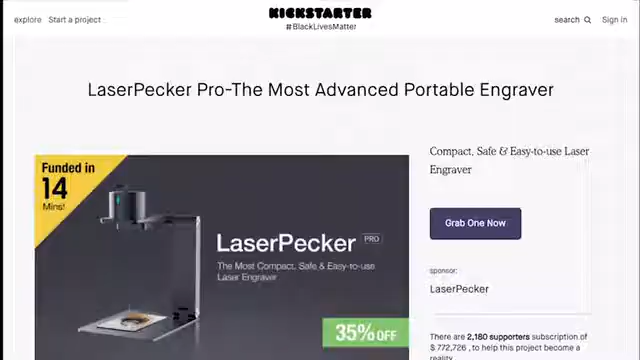 explore
Start a project
KICKSTARTER
#BlackLivesMatter
search
Sign in
LaserPecker Pro-The Most Advanced Portable Engraver
Funded in
14
Mins!
LaserPecker PRO
The Most Compact, Safe & Easy-to-use
Laser Engraver
35% OFF
Compact, Safe & Easy-to-use Laser
Engraver
Grab One Now
sponsor:
LaserPecker
There are 2,180 supporters subscription of
$ 772,726 , to help this project become a
reality